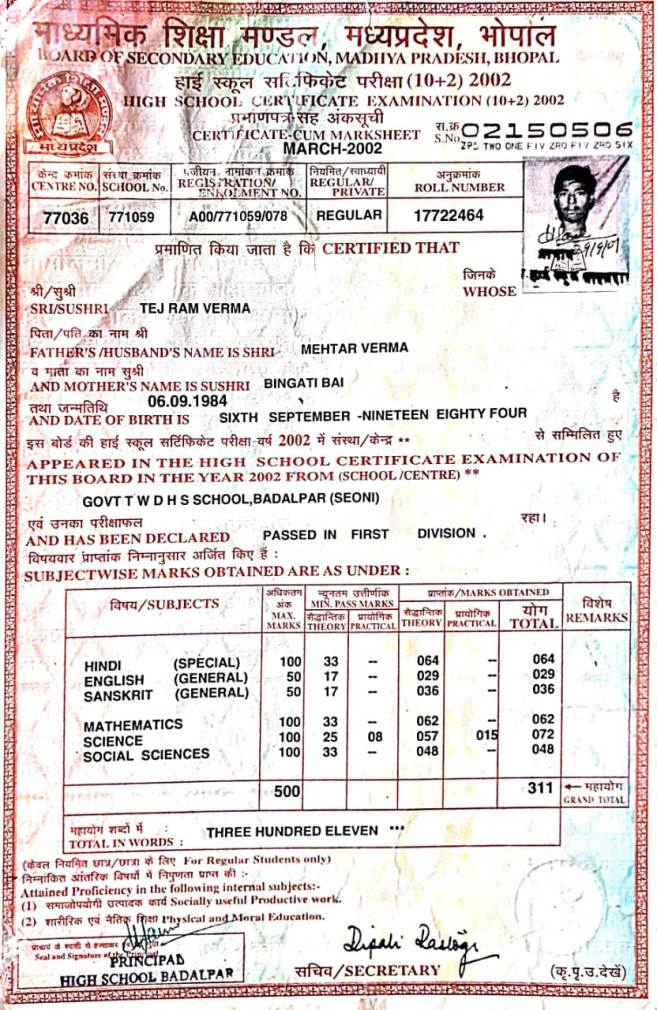 माध्यमिक शिक्षा मण्डल, मध्यप्रदेश, भोपाल
BOARD OF SECONDARY EDUCATION, MADHYA PRADESH, BHOPAL
हाई स्कूल सर्टिफिकेट परीक्षा (10+2) 2002
HIGH SCHOOL CERTIFICATE EXAMINATION (10+2) 2002
प्रमाणपत्र सह अंकसूची
CERTIFICATE-CUM MARKSHEET
मध्यप्रदेश
स.क्र.
S.No. 02150506
TWO ONE FIV ZRO FIV ZRO SIX
MARCH-2002
केन्द्र क्रमांक संस्था क्रमांक पंजीयन नामांकन क्रमांक नियमित/स्वाध्यायी अनुक्रमांक
CENTRE NO. SCHOOL No. REGISTRATION/ ENROLMENT NO. REGULAR/ PRIVATE ROLL NUMBER
77036 771059 A00/771059/078 REGULAR 17722464
प्रमाणित किया जाता है कि CERTIFIED THAT
जिनके
WHOSE
श्री/सुश्री
SRI/SUSHRI TEJ RAM VERMA
पिता/पति का नाम श्री
FATHER'S /HUSBAND'S NAME IS SHRI MEHTAR VERMA
व माता का नाम सुश्री
AND MOTHER'S NAME IS SUSHRI BINGATI BAI
तथा जन्मतिथि 06.09.1984 है
AND DATE OF BIRTH IS SIXTH SEPTEMBER -NINETEEN EIGHTY FOUR
इस बोर्ड की हाई स्कूल सर्टिफिकेट परीक्षा वर्ष 2002 में संस्था/केन्द्र ** से सम्मिलित हुए
APPEARED IN THE HIGH SCHOOL CERTIFICATE EXAMINATION OF
THIS BOARD IN THE YEAR 2002 FROM (SCHOOL /CENTRE) **
GOVT T W D H S SCHOOL,BADALPAR (SEONI)
एवं उनका परीक्षाफल रहा।
AND HAS BEEN DECLARED PASSED IN FIRST DIVISION .
विषयवार प्राप्तांक निम्नानुसार अर्जित किए हैं :
SUBJECTWISE MARKS OBTAINED ARE AS UNDER :
विषय/SUBJECTS अधिकतम अंक MAX. MARKS न्यूनतम उत्तीर्णांक MIN. PASS MARKS प्राप्तांक/MARKS OBTAINED विशेष REMARKS
सैद्धान्तिक THEORY प्रायोगिक PRACTICAL सैद्धान्तिक THEORY प्रायोगिक PRACTICAL योग TOTAL
HINDI (SPECIAL) 100 33 -- 064 -- 064
ENGLISH (GENERAL) 50 17 -- 029 -- 029
SANSKRIT (GENERAL) 50 17 -- 036 -- 036
MATHEMATICS 100 33 -- 062 -- 062
SCIENCE 100 25 08 057 015 072
SOCIAL SCIENCES 100 33 -- 048 -- 048
500 311 ← महायोग
GRAND TOTAL
महायोग शब्दों में :
TOTAL IN WORDS : THREE HUNDRED ELEVEN ***
(केवल नियमित छात्र/छात्रा के लिए For Regular Students only)
निम्नांकित आंतरिक विषयों में निपुणता प्राप्त की :-
Attained Proficiency in the following internal subjects:-
(1) समाजोपयोगी उत्पादक कार्य Socially useful Productive work.
(2) शारीरिक एवं नैतिक शिक्षा Physical and Moral Education.
Seal and Signature of the
PRINCIPAL
HIGH SCHOOL BADALPAR
Dipali Rastogi
सचिव/SECRETARY
(कृ.पृ.उ.देखें)